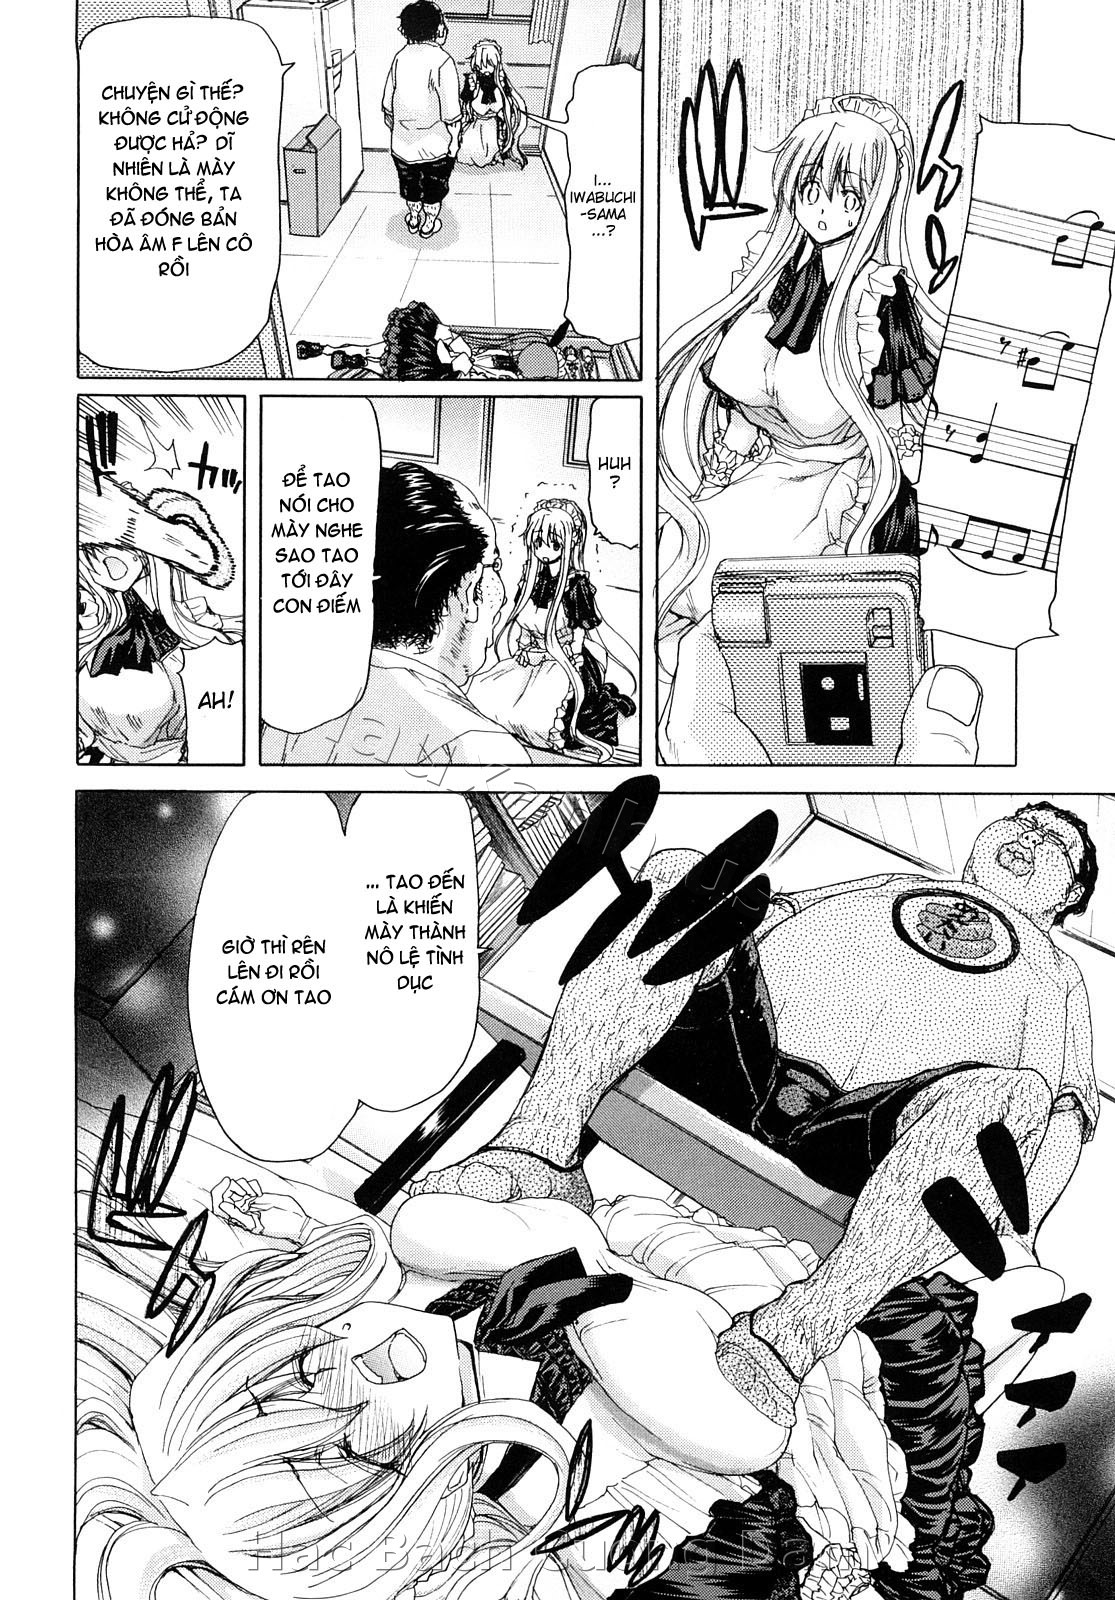 I...
IWABUCHI
-SAMA
...?
CHUYỆN GÌ THẾ?
KHÔNG CỬ ĐỘNG
ĐƯỢC HẢ? DĨ
NHIÊN LÀ MÀY
KHÔNG THỂ, TA
ĐÃ ĐÓNG BẢN
HÒA ÂM F LÊN CÔ
RỒI
HUH
?
ĐỂ TAO
NÓI CHO
MÀY NGHE
SAO TAO
TỚI ĐÂY
CON ĐIẾM
AH!
... TAO ĐẾN
LÀ KHIẾN
MÀY THÀNH
NÔ LỆ TÌNH
DỤC
GIỜ THÌ RÊN
LÊN ĐI RỒI
CÁM ƠN TAO